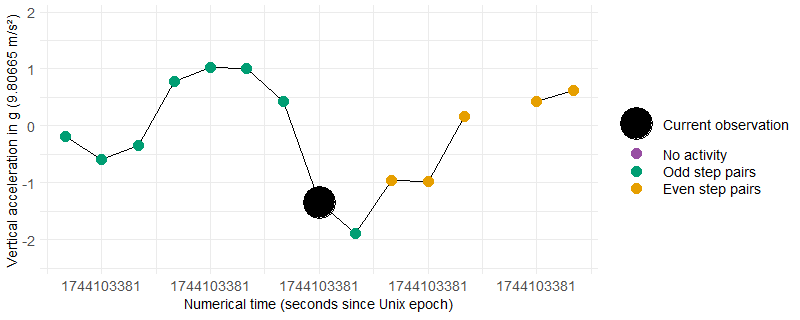 Vertical acceleration in g (9.80665 m/s²)
2
1
0
-1
-2
1744103381 1744103381 1744103381 1744103381 1744103381
Numerical time (seconds since Unix epoch)
Current observation
No activity
Odd step pairs
Even step pairs